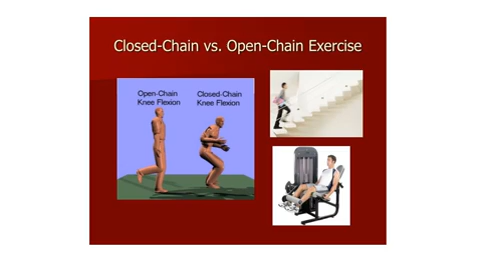 Closed-Chain vs. Open-Chain Exercise
Open-Chain
Knee Flexion
Closed-Chain
Knee Flexion